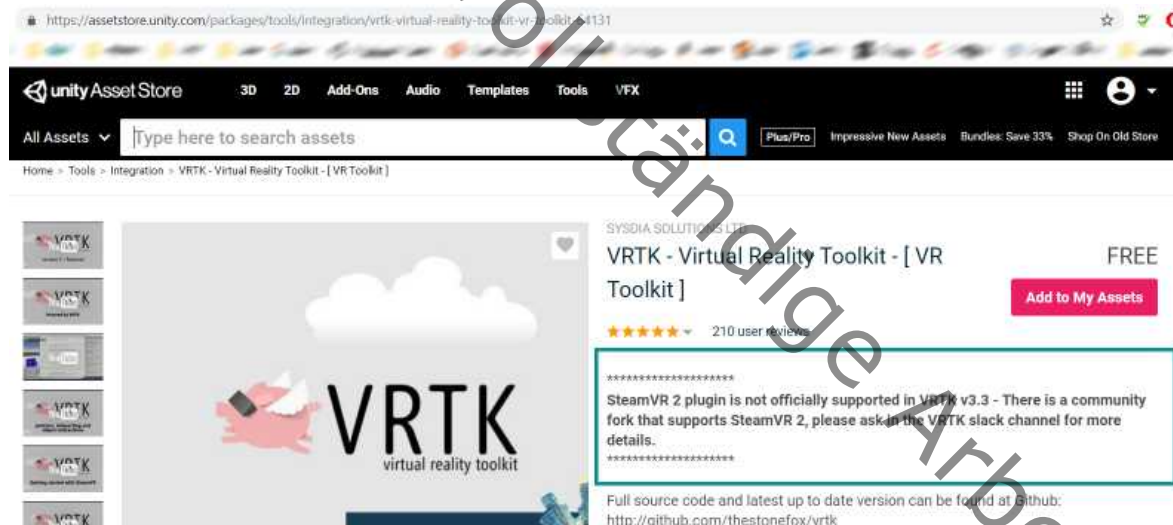 https://assetstore.unity.com/packages/tools/integration/vrtk-virtual-reality-toolkit-vr-toolkit-64131
unity Asset Store 3D 2D Add-Ons Audio Templates Tools VFX
All Assets Type here to search assets Plus/Pro Impressive New Assets Bundles: Save 33% Shop On Old Store
Home > Tools > Integration > VRTK - Virtual Reality Toolkit - [ VR Toolkit ]
SYSDIA SOLUTIONS LTD
VRTK - Virtual Reality Toolkit - [ VR
Toolkit ]
FREE
Add to My Assets
210 user reviews
********************
SteamVR 2 plugin is not officially supported in VRTK v3.3 - There is a community
fork that supports SteamVR 2, please ask in the VRTK slack channel for more
details.
********************
Full source code and latest up to date version can be found at Github:
http://github.com/thestonefox/vrtk
VRTK
virtual reality toolkit
VRTK
VRTK
VRTK
VRTK
VRTK
ollständige Arbe